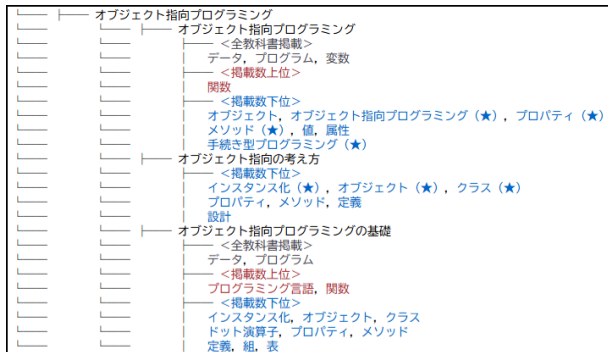 オブジェクト指向プログラミング
オブジェクト指向プログラミング
<全教科書掲載>
データ，プログラム，変数
<掲載数上位>
関数
<掲載数下位>
オブジェクト，オブジェクト指向プログラミング（★），プロパティ（★）
メソッド（★），値，属性
手続き型プログラミング（★）
オブジェクト指向の考え方
<掲載数下位>
インスタンス化（★），オブジェクト（★），クラス（★）
プロパティ，メソッド，定義
設計
オブジェクト指向プログラミングの基礎
<全教科書掲載>
データ，プログラム
<掲載数上位>
プログラミング言語，関数
<掲載数下位>
インスタンス化，オブジェクト，クラス
ドット演算子，プロパティ，メソッド
定義，組，表